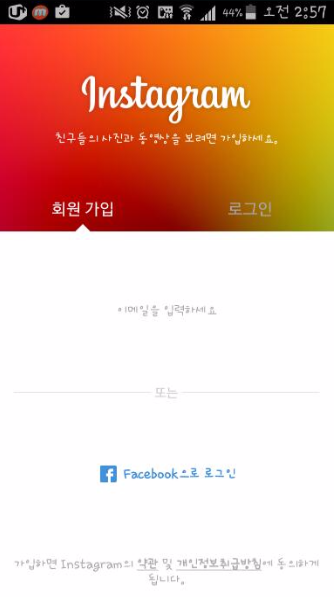 44% 오전 2:57
Instagram
친구들의 사진과 동영상을 보려면 가입하세요.
회원 가입 로그인
이메일을 입력하세요
또는
Facebook으로 로그인
가입하면 Instagram의 약관 및 개인정보취급방침에 동의하게
됩니다.